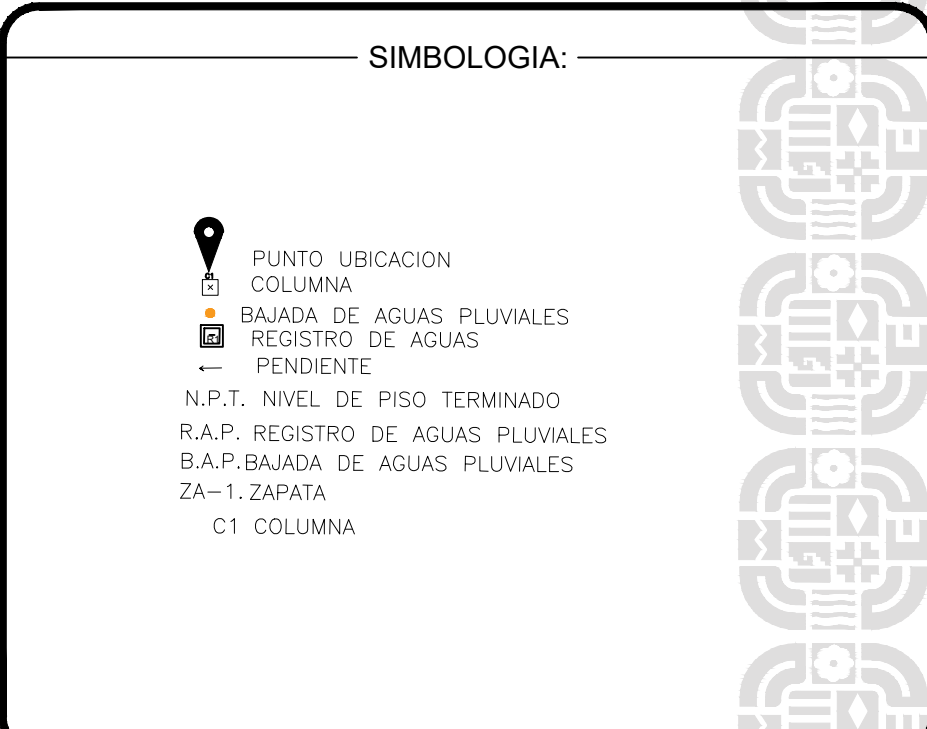 SIMBOLOGIA:
PUNTO UBICACION
C1
COLUMNA
BAJADA DE AGUAS PLUVIALES
R1 REGISTRO DE AGUAS
PENDIENTE
N.P.T. NIVEL DE PISO TERMINADO
R.A.P. REGISTRO DE AGUAS PLUVIALES
B.A.P. BAJADA DE AGUAS PLUVIALES
ZA-1. ZAPATA
C1 COLUMNA